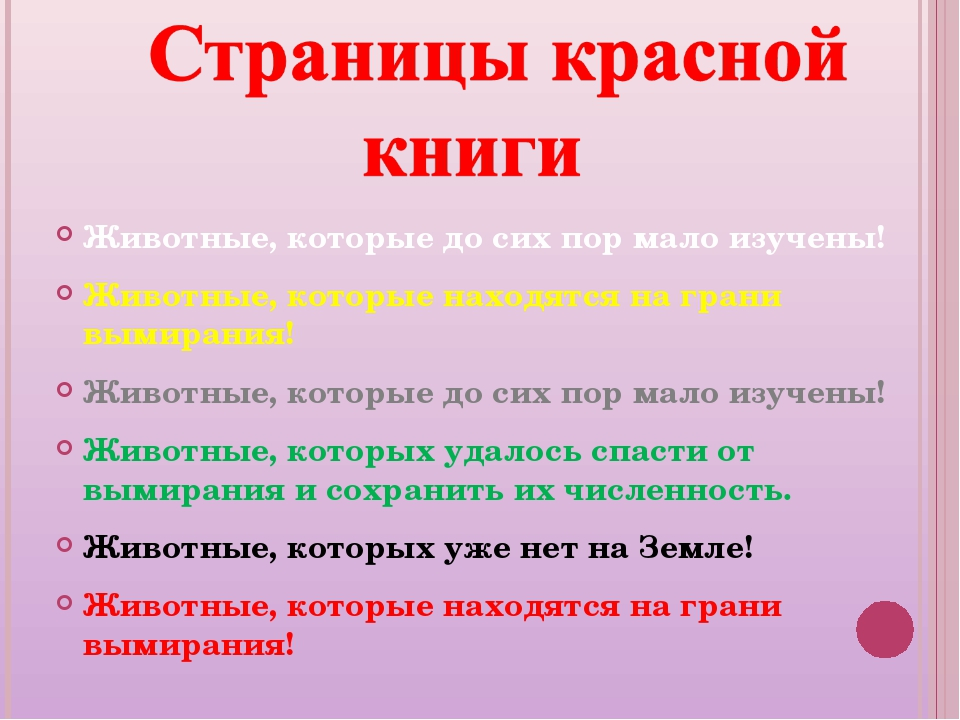 Страницы красной
книги
Животные, которые до сих пор мало изучены!
Животные, которые находятся на грани
вымирания!
Животные, которые до сих пор мало изучены!
Животные, которых удалось спасти от
вымирания и сохранить их численность.
Животные, которых уже нет на Земле!
Животные, которые находятся на грани
вымирания!